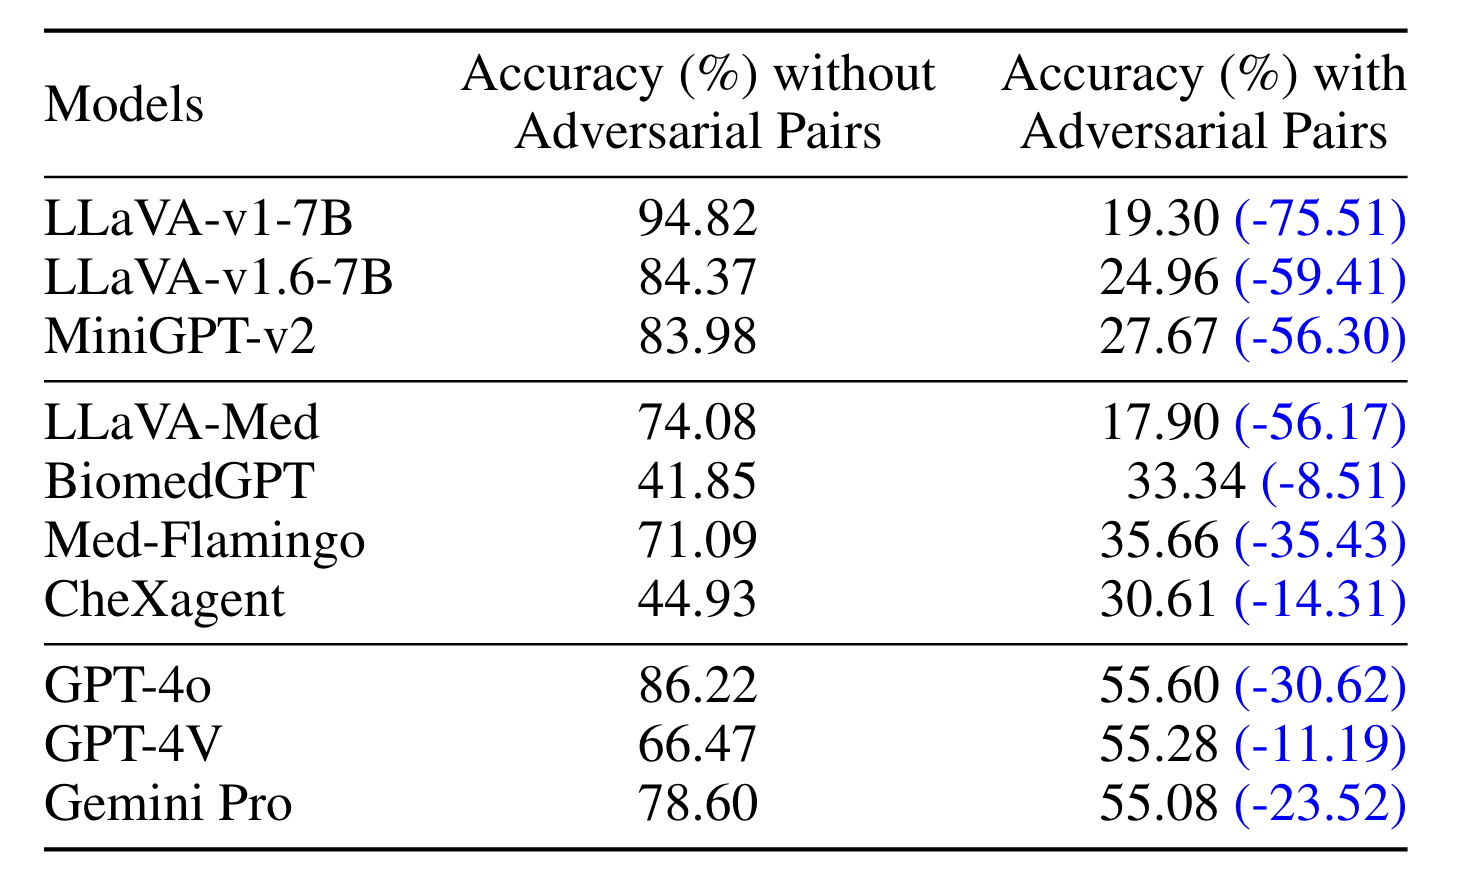 Models Accuracy (%) without Adversarial Pairs Accuracy (%) with Adversarial Pairs
LLaVA-v1-7B 94.82 19.30 (-75.51)
LLaVA-v1.6-7B 84.37 24.96 (-59.41)
MiniGPT-v2 83.98 27.67 (-56.30)
LLaVA-Med 74.08 17.90 (-56.17)
BiomedGPT 41.85 33.34 (-8.51)
Med-Flamingo 71.09 35.66 (-35.43)
CheXagent 44.93 30.61 (-14.31)
GPT-4o 86.22 55.60 (-30.62)
GPT-4V 66.47 55.28 (-11.19)
Gemini Pro 78.60 55.08 (-23.52)